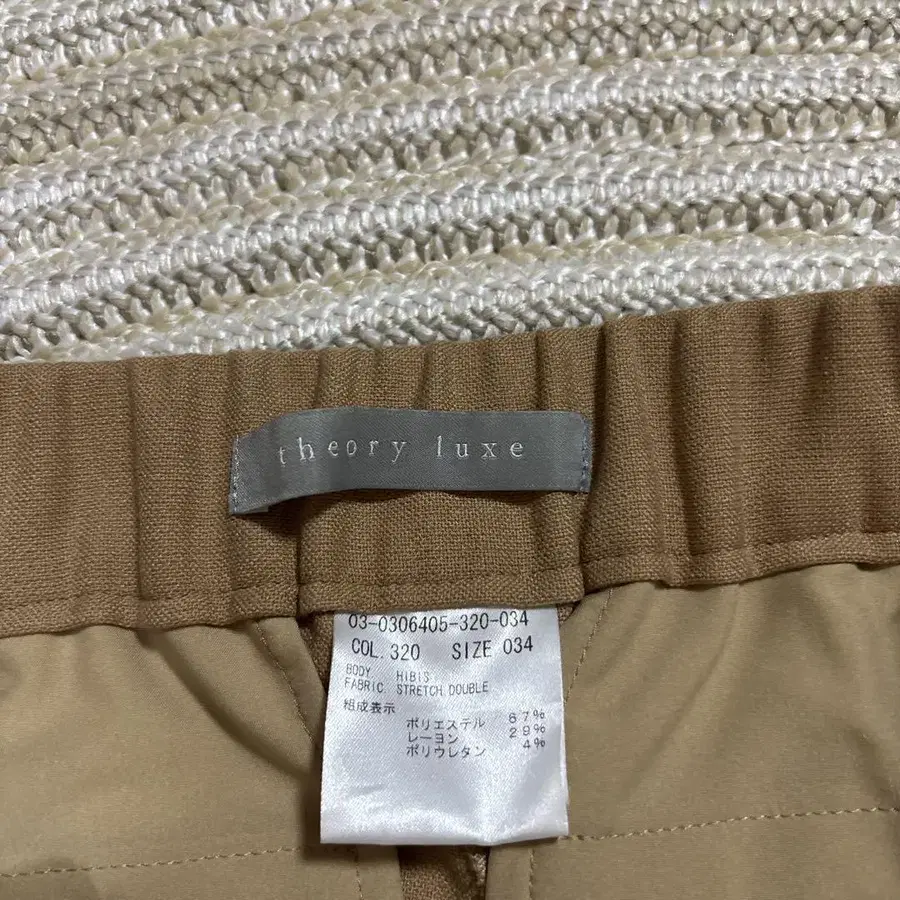 theory luxe
03-0306405-320-034
COL. 320 SIZE 034
BODY HIBIS
FABRIC STRETCH DOUBLE
組成表示
ポリエステル 67%
レーヨン 29%
ポリウレタン 4%